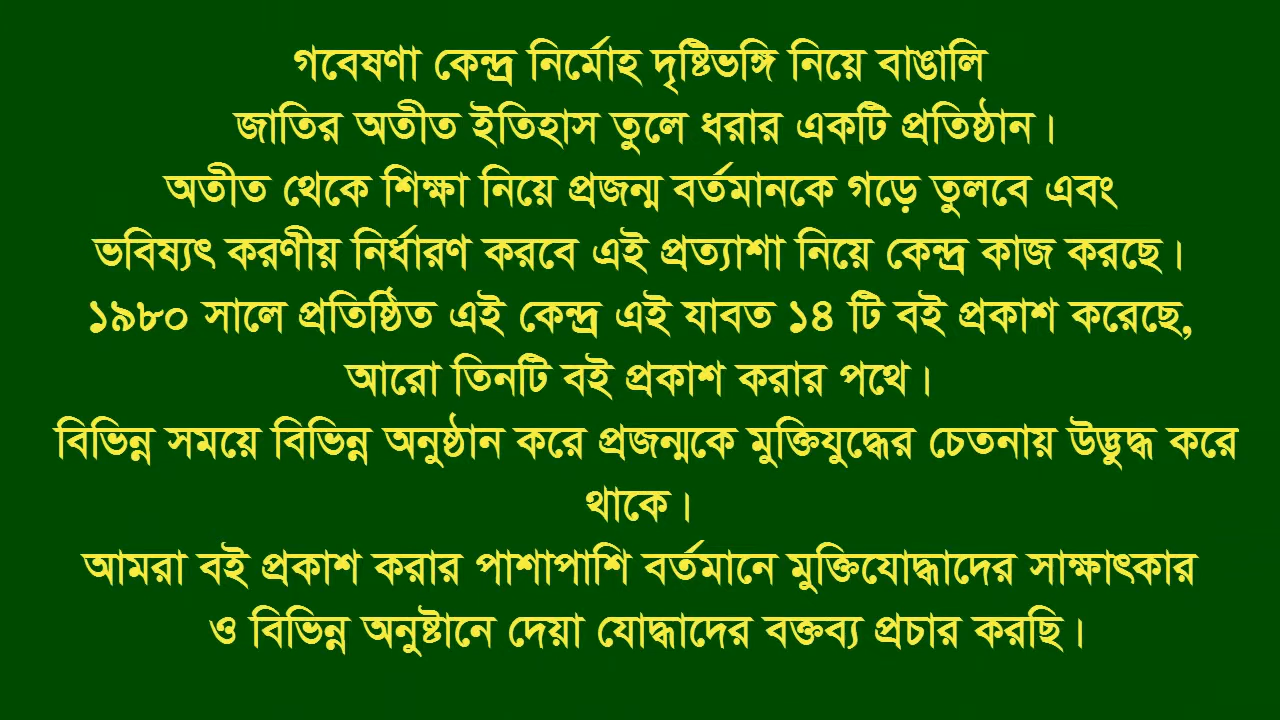 গবেষণা কেন্দ্র নির্মোহ দৃষ্টিভঙ্গি নিয়ে বাঙালি
জাতির অতীত ইতিহাস তুলে ধরার একটি প্রতিষ্ঠান।
অতীত থেকে শিক্ষা নিয়ে প্রজন্ম বর্তমানকে গড়ে তুলবে এবং
ভবিষ্যৎ করণীয় নির্ধারণ করবে এই প্রত্যাশা নিয়ে কেন্দ্র কাজ করছে।
১৯৮০ সালে প্রতিষ্ঠিত এই কেন্দ্র এই যাবত ১৪ টি বই প্রকাশ করেছে,
আরো তিনটি বই প্রকাশ করার পথে।
বিভিন্ন সময়ে বিভিন্ন অনুষ্ঠান করে প্রজন্মকে মুক্তিযুদ্ধের চেতনায় উদ্ভুদ্ধ করে
থাকে।
আমরা বই প্রকাশ করার পাশাপাশি বর্তমানে মুক্তিযোদ্ধাদের সাক্ষাৎকার
ও বিভিন্ন অনুষ্টানে দেয়া যোদ্ধাদের বক্তব্য প্রচার করছি।